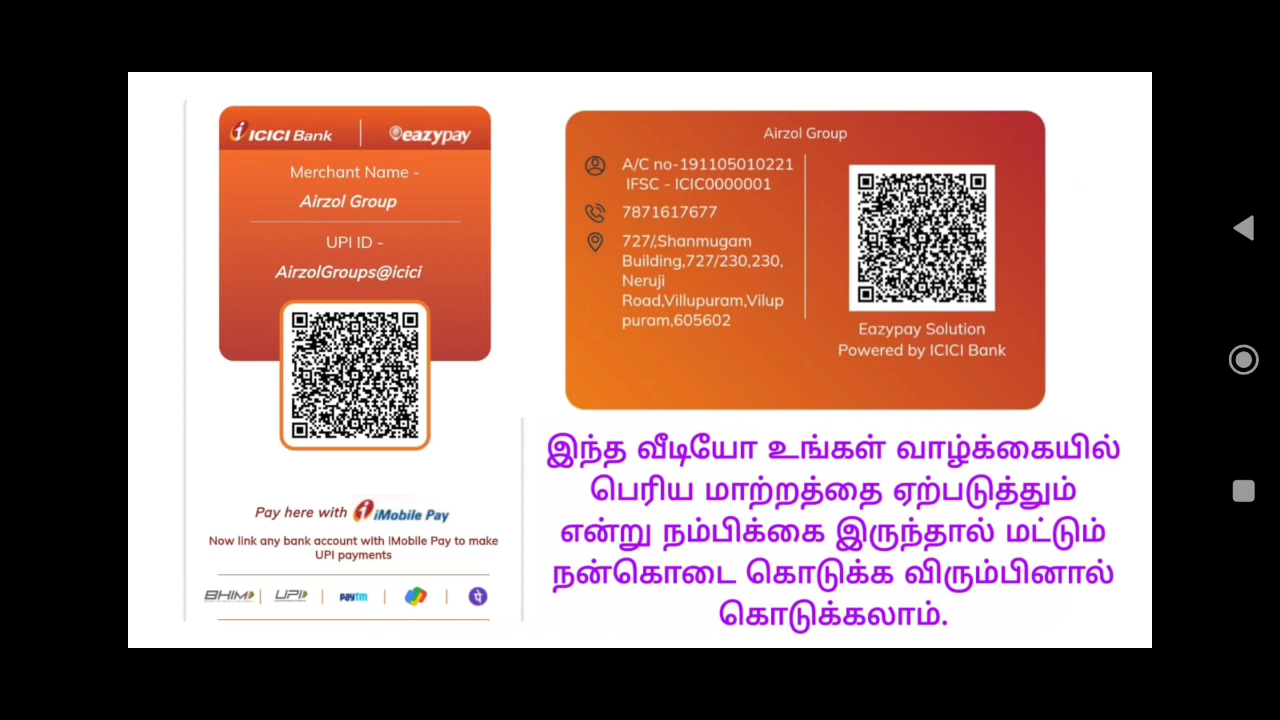 ICICI Bank | eazypay
Merchant Name -
Airzol Group
UPI ID -
AirzolGroups@icici
Pay here with iMobile Pay
Now link any bank account with iMobile Pay to make
UPI payments
BHIM | UPI | paytm | | पे
Airzol Group
A/C no-191105010221
IFSC - ICIC0000001
7871617677
727/,Shanmugam
Building,727/230,230,
Neruji
Road,Villupuram,Vilup
puram,605602
Eazypay Solution
Powered by ICICI Bank
இந்த வீடியோ உங்கள் வாழ்க்கையில்
பெரிய மாற்றத்தை ஏற்படுத்தும்
என்று நம்பிக்கை இருந்தால் மட்டும்
நன்கொடை கொடுக்க விரும்பினால்
கொடுக்கலாம்.